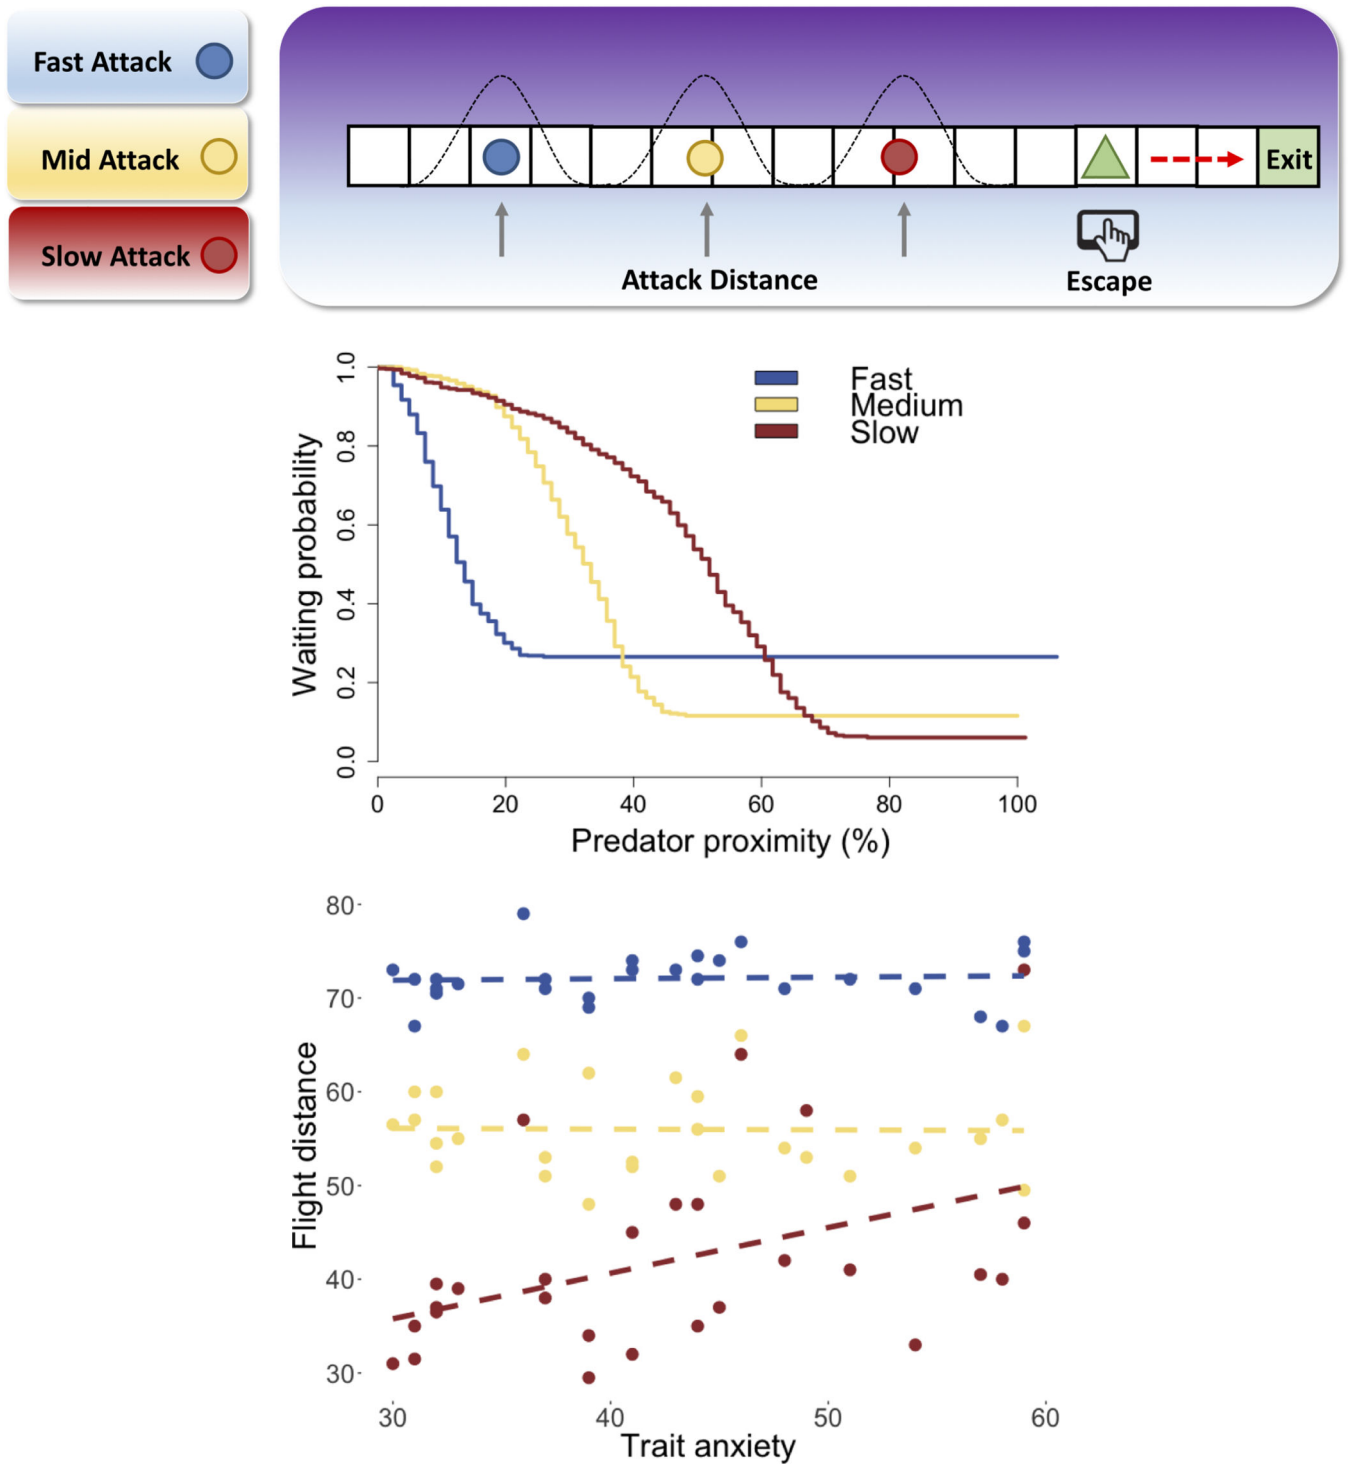 Fast Attack
Mid Attack
Slow Attack
Exit
Attack Distance
Escape
Fast
Medium
Slow
Waiting probability
1.0
0.8
0.6
0.4
0.2
0.0
0 20 40 60 80 100
Predator proximity (%)
Flight distance
80
70
60
50
40
30
30 40 50 60
Trait anxiety